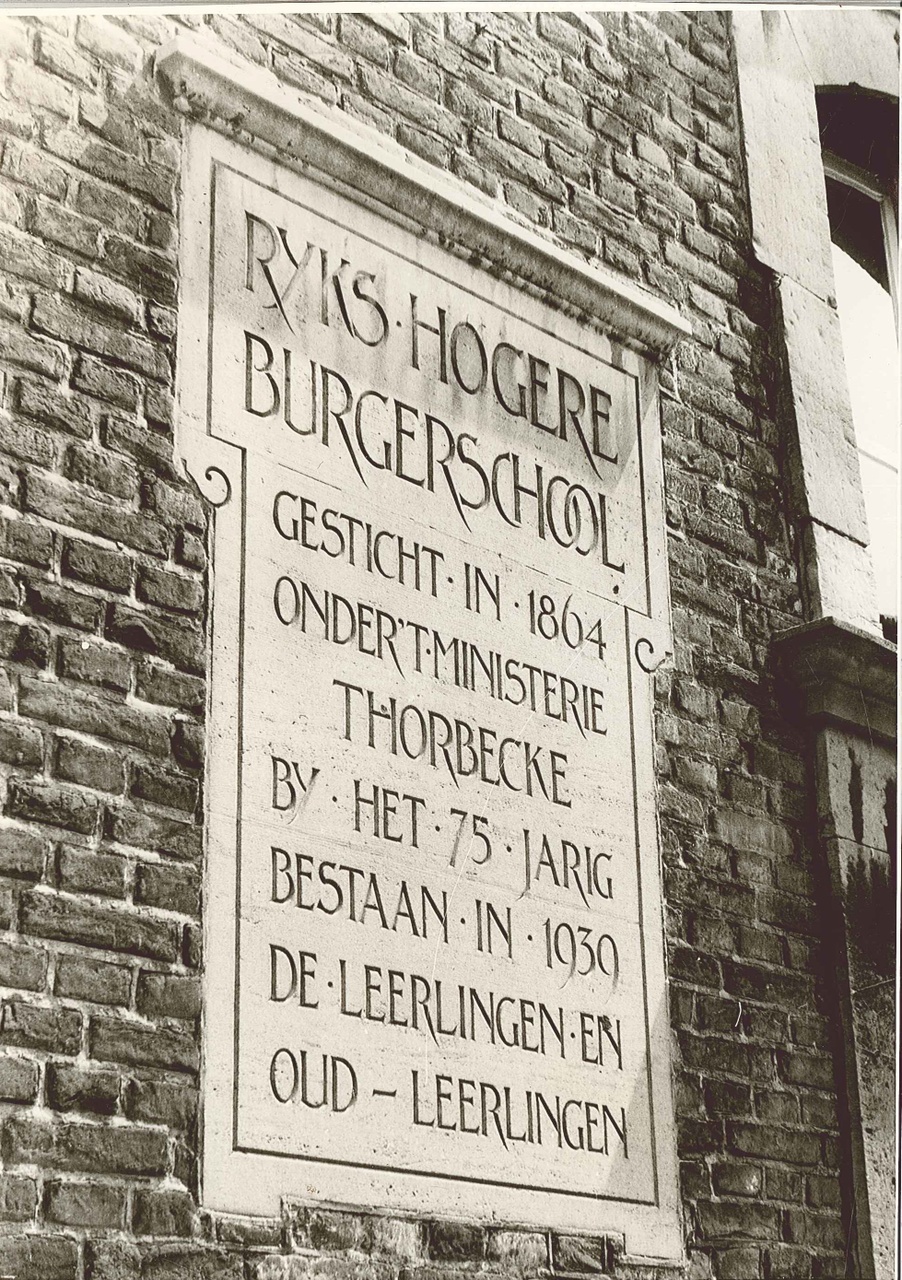 RYKS·HOGERE
BURGERSCHOOL.
GESTICHT·IN·1864
ONDER'T·MINISTERIE
THORBECKE
BY·HET·75·JARIG
BESTAAN·IN·1939
DE·LEERLINGEN·EN
OUD – LEERLINGEN